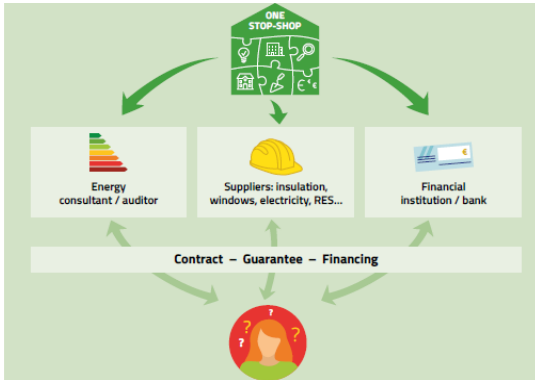 ONE
STOP-SHOP
€ € €
Energy
consultant / auditor
Suppliers: insulation,
windows, electricity, RES...
€
Financial
institution / bank
Contract – Guarantee – Financing
?
? ?
?